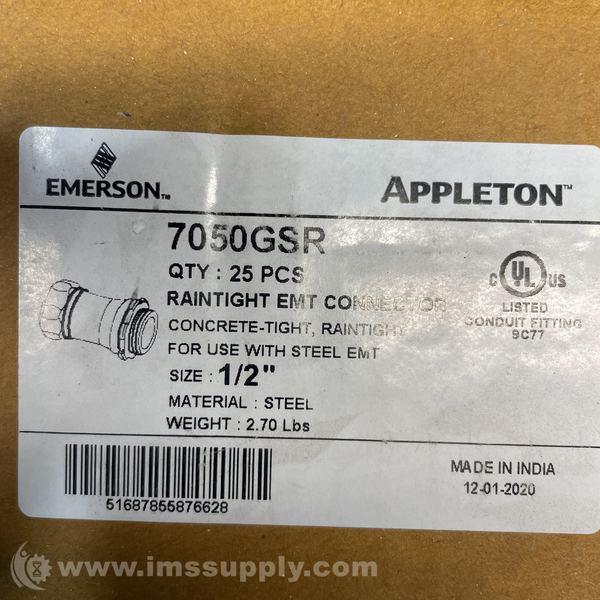 EMERSON™
APPLETON™
7050GSR
QTY : 25 PCS
RAINTIGHT EMT CONNECTOR
CONCRETE-TIGHT, RAINTIGHT
FOR USE WITH STEEL EMT
SIZE : 1/2"
MATERIAL : STEEL
WEIGHT : 2.70 Lbs
C UL US
LISTED
CONDUIT FITTING
9C77
51687855876628
MADE IN INDIA
12-01-2020
www.imssupply.com